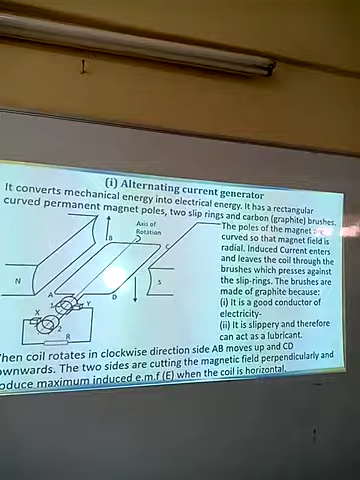 (i) Alternating current generator
It converts mechanical energy into electrical energy. It has a rectangular
curved permanent magnet poles, two slip rings and carbon (graphite) brushes.
The poles of the magnet are
curved so that magnet field is
radial. Induced Current enters
and leaves the coil through the
brushes which presses against
the slip-rings. The brushes are
made of graphite because:
(i) It is a good conductor of
electricity-
(ii) It is slippery and therefore
can act as a lubricant.
Axis of
Rotation
B
C
N
S
A
D
1
Y
X
2
R
hen coil rotates in clockwise direction side AB moves up and CD
ownwards. The two sides are cutting the magnetic field perpendicularly and
oduce maximum induced e.m.f (E) when the coil is horizontal.